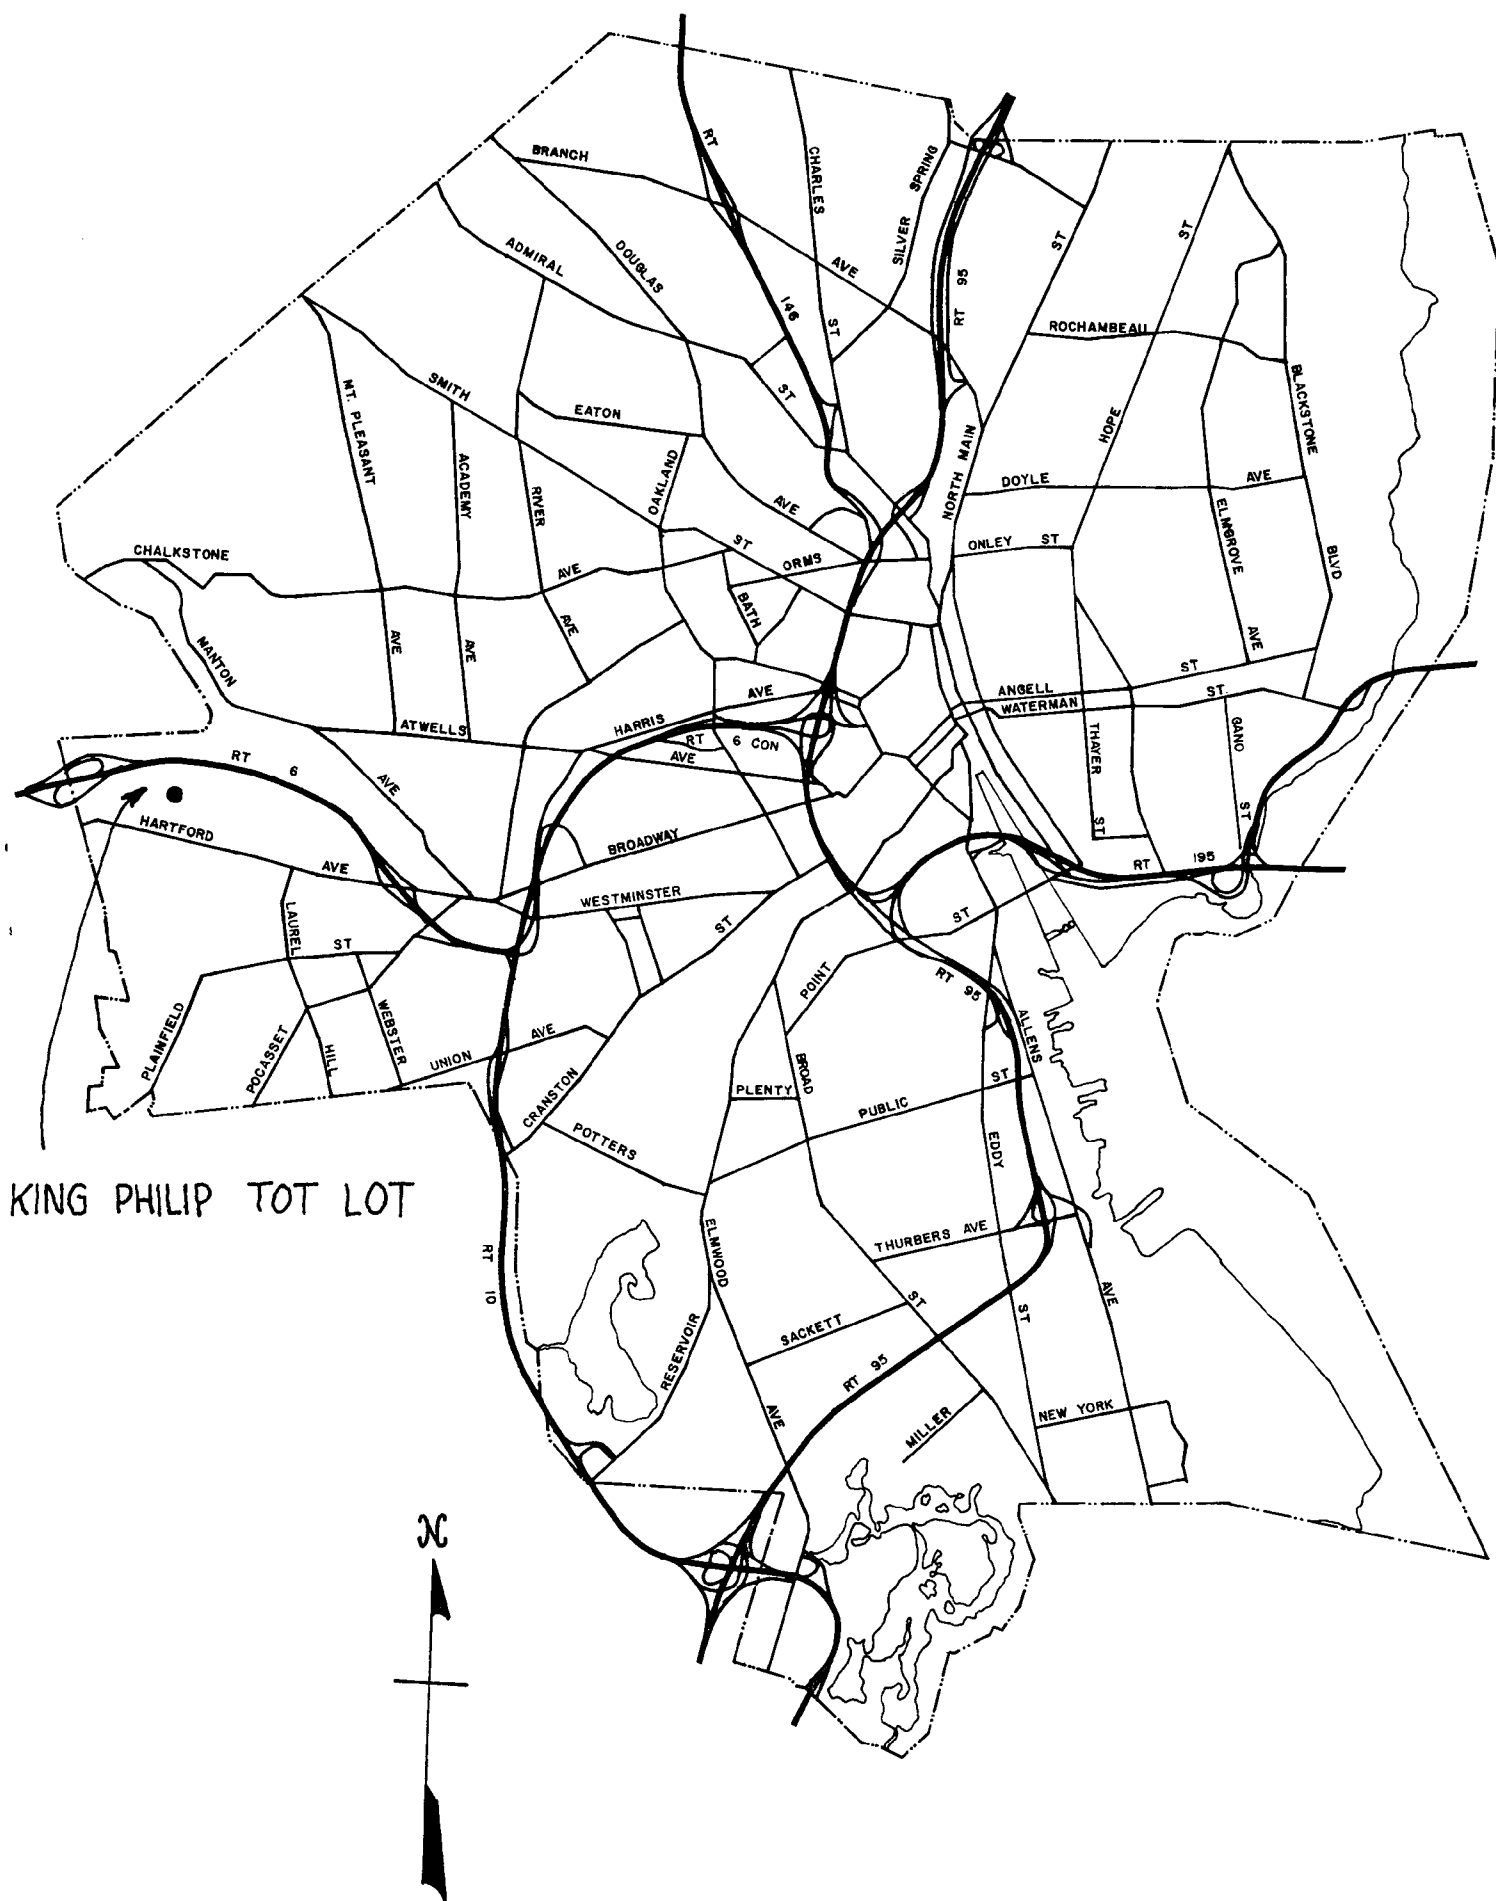 RT
BRANCH
CHARLES
SPRING
SILVER
ST
ST
ADMIRAL
DOUGLAS
AVE
95
RT
146
ST
ROCHAMBEAU
SMITH
MT. PLEASANT
EATON
ST
HOPE
BLACKSTONE
ACADEMY
RIVER
OAKLAND
NORTH MAIN
AVE
DOYLE
AVE
ELMGROVE
CHALKSTONE
ST
ORMS
ONLEY ST
BLVD
AVE
BATH
AVE
AVE
AVE
AVE
MANTON
ST
ANGELL
WATERMAN
ST.
HARRIS
AVE
ATWELLS
RT 6 CON
AVE
THAYER
GANO
RT 6
AVE
HARTFORD
BROADWAY
ST
ST
AVE
RT 195
WESTMINSTER
LAUREL
ST
ST
ST
POINT
RT 95
PLAINFIELD
POCASSET
HILL
WEBSTER
UNION
AVE
ALLENS
CRANSTON
BROAD
PLENTY
ST
PUBLIC
POTTERS
EDDY
KING PHILIP TOT LOT
ELMWOOD
THURBERS AVE
RT
10
AVE
ST
ST
SACKETT
RESERVOIR
RT 95
AVE
MILLER
NEW YORK
N